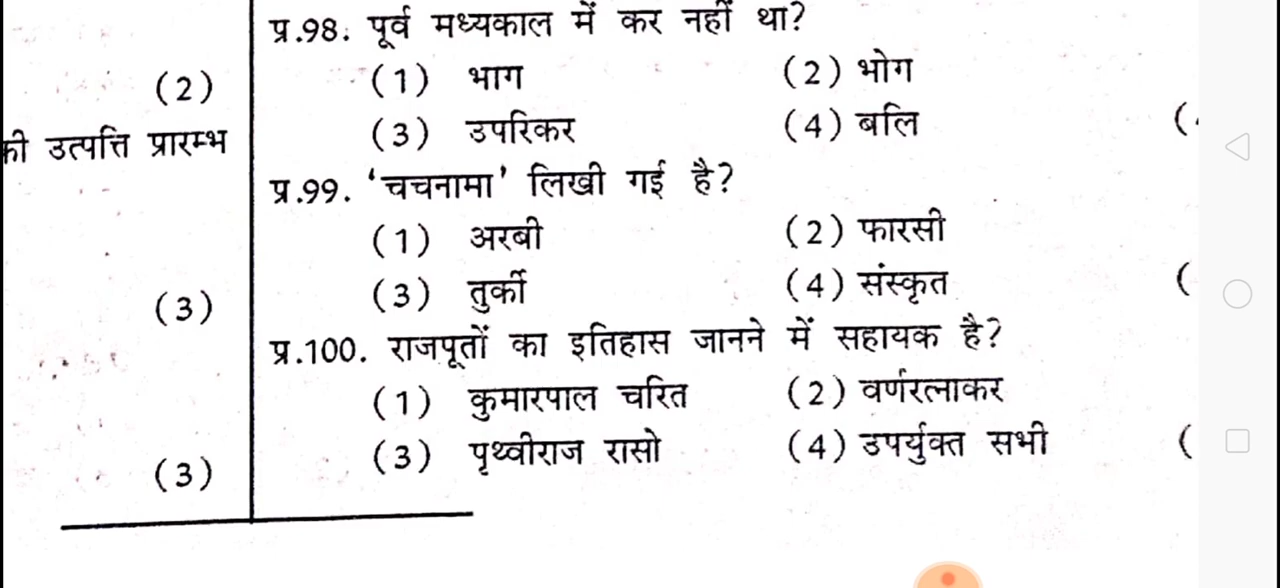 (2)
की उत्पत्ति प्रारम्भ
(3)
(3)
प्र.98. पूर्व मध्यकाल में कर नहीं था?
(1) भाग (2) भोग
(3) उपरिकर (4) बलि (
प्र.99. 'चचनामा' लिखी गई है?
(1) अरबी (2) फारसी
(3) तुर्की (4) संस्कृत (
प्र.100. राजपूतों का इतिहास जानने में सहायक है?
(1) कुमारपाल चरित (2) वर्णरत्नाकर
(3) पृथ्वीराज रासो (4) उपर्युक्त सभी (